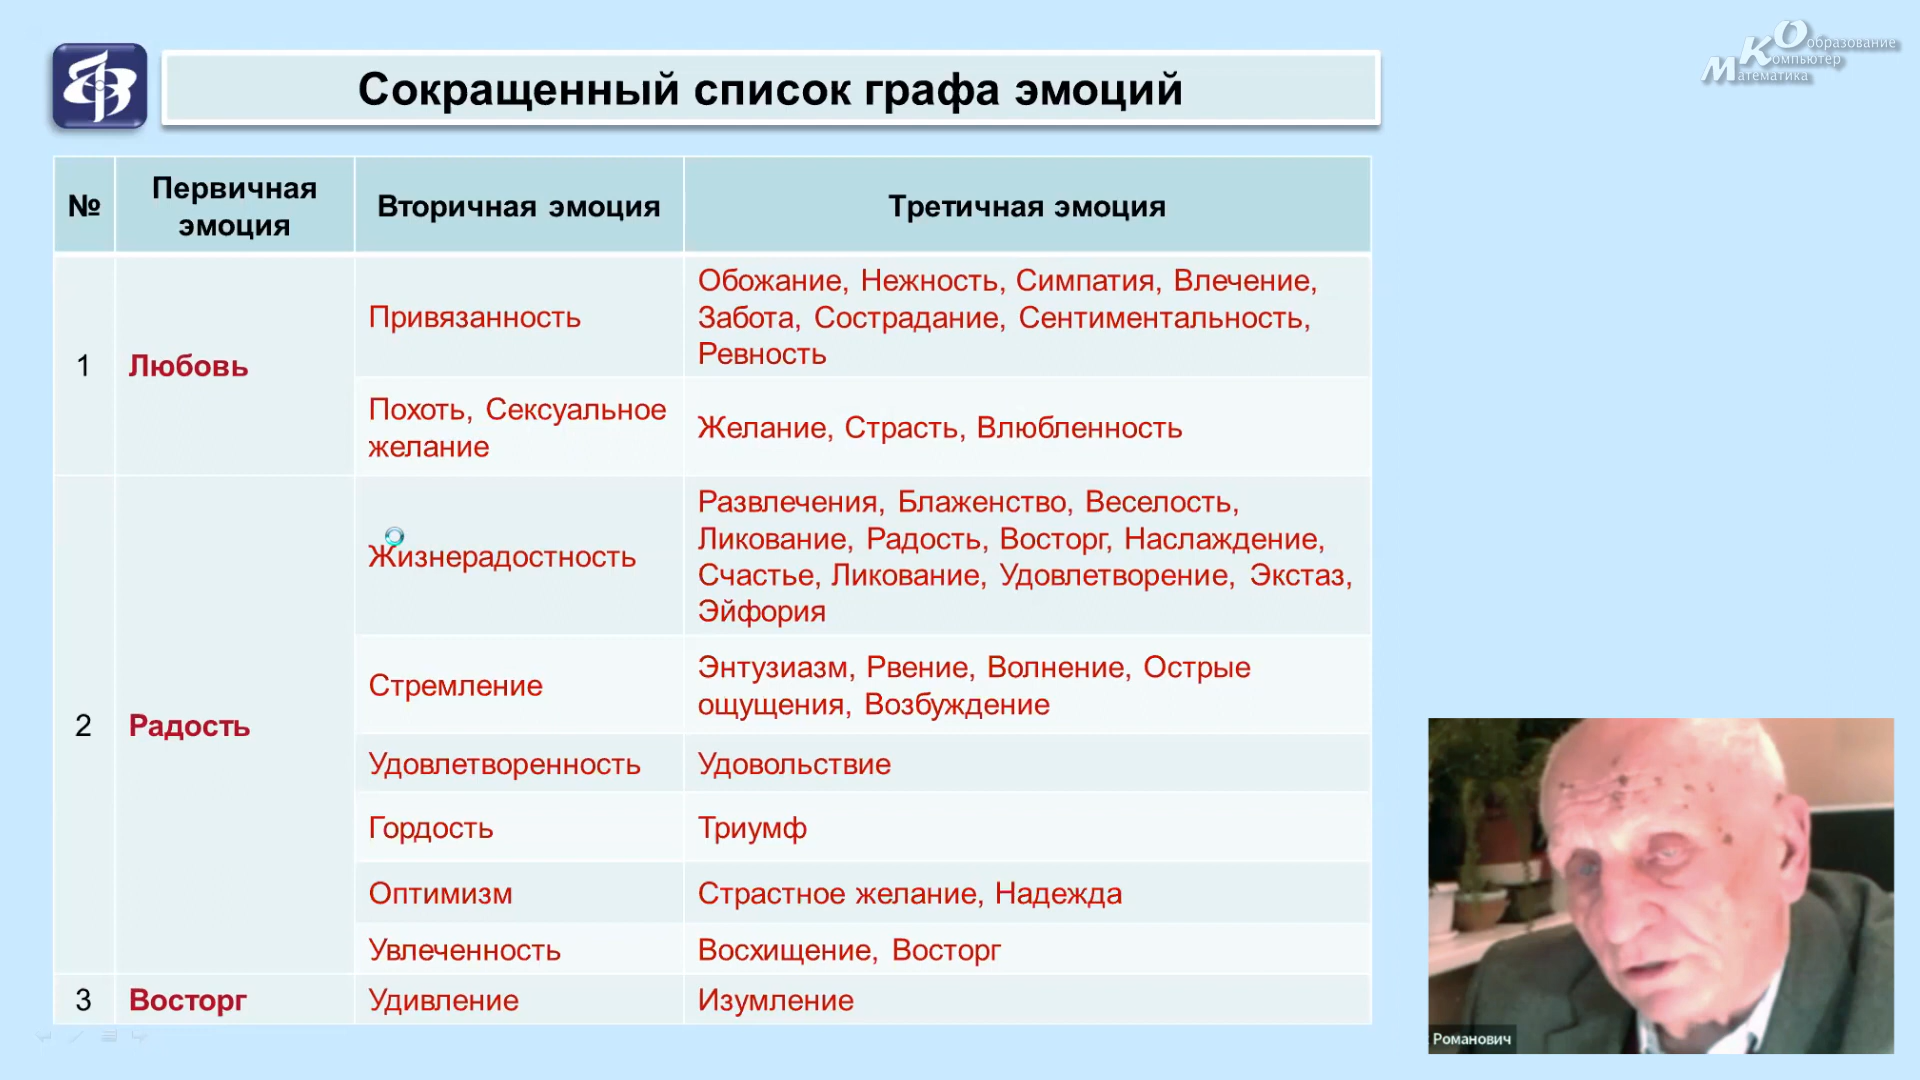 Сокращенный список графа эмоций
Образование
Компьютер
Математика
№
Первичная
эмоция
Вторичная эмоция
Третичная эмоция
1
Любовь
Привязанность
Обожание, Нежность, Симпатия, Влечение,
Забота, Сострадание, Сентиментальность,
Ревность
Похоть, Сексуальное
желание
Желание, Страсть, Влюбленность
2
Радость
Жизнерадостность
Развлечения, Блаженство, Веселость,
Ликование, Радость, Восторг, Наслаждение,
Счастье, Ликование, Удовлетворение, Экстаз,
Эйфория
Стремление
Энтузиазм, Рвение, Волнение, Острые
ощущения, Возбуждение
Удовлетворенность
Удовольствие
Гордость
Триумф
Оптимизм
Страстное желание, Надежда
Увлеченность
Восхищение, Восторг
3
Восторг
Удивление
Изумление
Романович